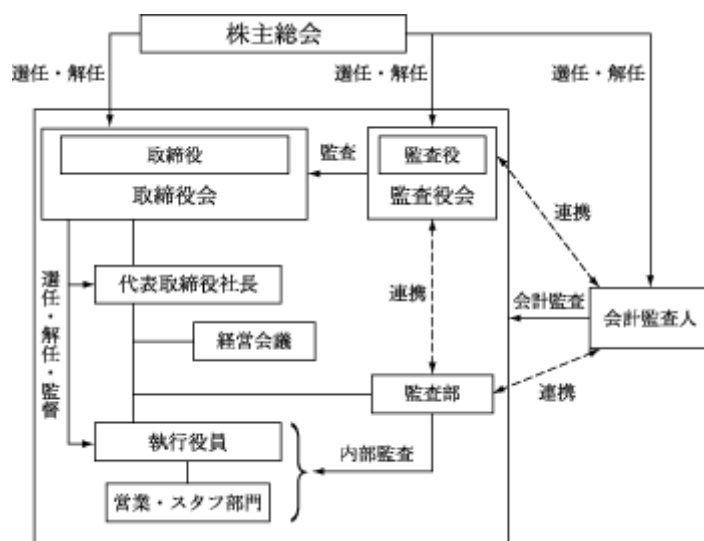 株主総会
選任・解任
選任・解任
選任・解任
取締役
取締役会
監査
監査役
監査役会
連携
選任・解任・監督
代表取締役社長
連携
会計監査
会計監査人
経営会議
監査部
連携
執行役員
内部監査
営業・スタフ部門